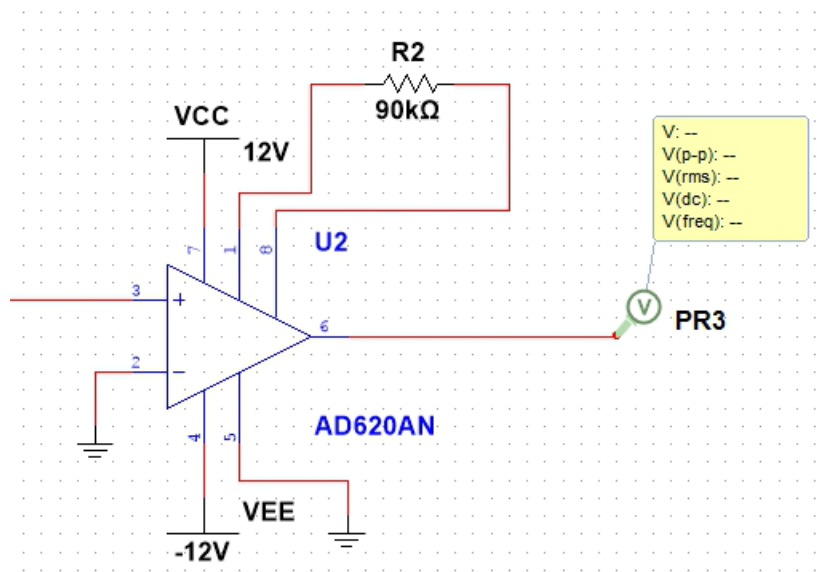 R2
90kΩ
VCC
12V
V: --
V(p-p): --
V(rms): --
V(dc): --
V(freq): --
7
1
8
U2
3
+
6
V
PR3
2
−
4
5
AD620AN
VEE
-12V